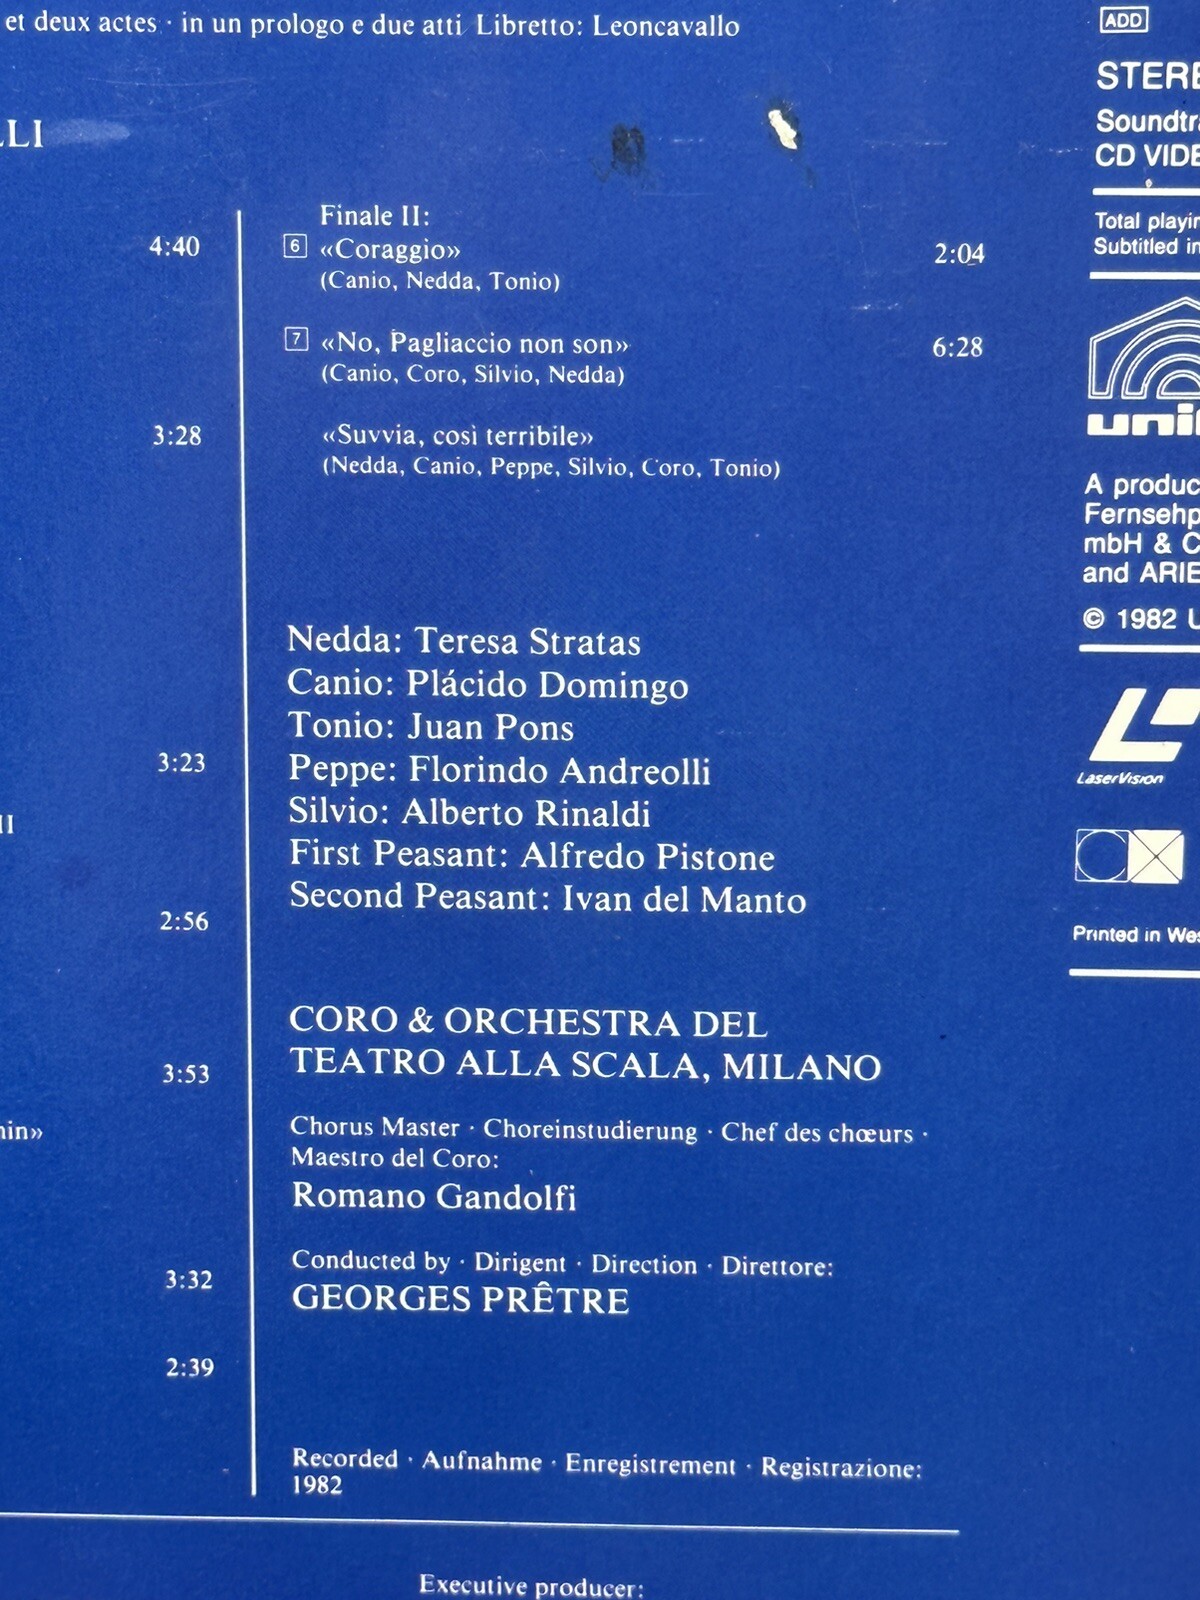 et deux actes · in un prologo e due atti Libretto: Leoncavallo
LLI
4:40
3:28
3:23
II
2:56
3:53
nin»
3:32
2:39
Finale II:
6 «Coraggio» 2:04
(Canio, Nedda, Tonio)
7 «No, Pagliaccio non son» 6:28
(Canio, Coro, Silvio, Nedda)
«Suvvia, così terribile»
(Nedda, Canio, Peppe, Silvio, Coro, Tonio)
Nedda: Teresa Stratas
Canio: Plácido Domingo
Tonio: Juan Pons
Peppe: Florindo Andreolli
Silvio: Alberto Rinaldi
First Peasant: Alfredo Pistone
Second Peasant: Ivan del Manto
CORO & ORCHESTRA DEL
TEATRO ALLA SCALA, MILANO
Chorus Master · Choreinstudierung · Chef des chœurs ·
Maestro del Coro:
Romano Gandolfi
Conducted by · Dirigent · Direction · Direttore:
GEORGES PRÊTRE
Recorded · Aufnahme · Enregistrement · Registrazione:
1982
Executive producer:
ADD
STERE
Soundtr
CD VIDE
Total playin
Subtitled in
uni
A produc
Fernsehp
mbH & C
and ARIE
© 1982 U
LaserVision
Printed in Wes